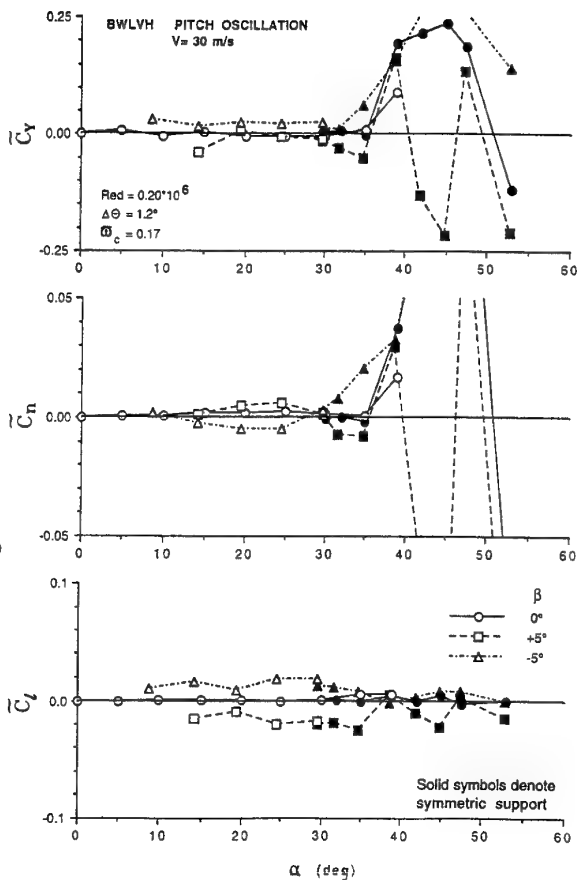 BWLVH PITCH OSCILLATION
V= 30 m/s
0.25
0.00
-0.25
C̃Y
Red = 0.20*10^6
ΔΘ = 1.2°
ω̄c = 0.17
0 10 20 30 40 50 60
0.05
0.00
-0.05
C̃n
0 10 20 30 40 50 60
0.1
0.0
-0.1
C̃l
β
0°
+5°
-5°
Solid symbols denote
symmetric support
0 10 20 30 40 50 60
α (deg)